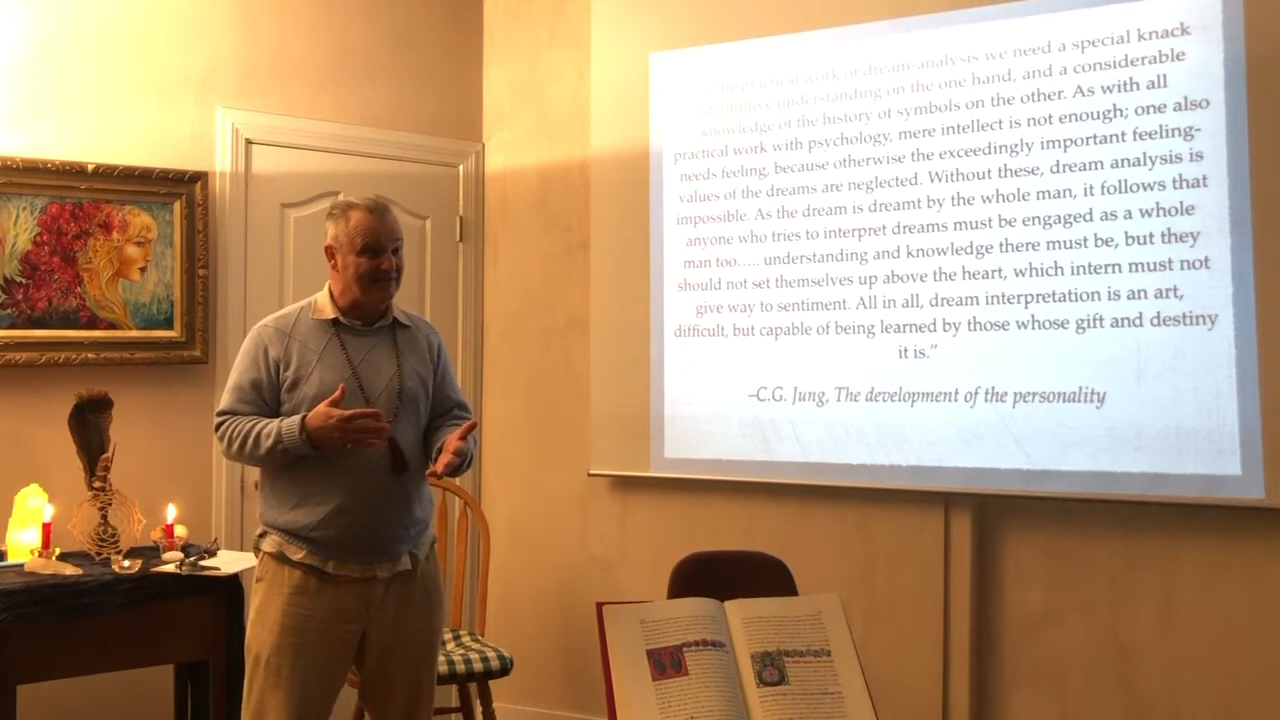 practical work of dream-analysis we need a special knack
intuitive understanding on the one hand, and a considerable
knowledge of the history of symbols on the other. As with all
practical work with psychology, mere intellect is not enough; one also
needs feeling, because otherwise the exceedingly important feeling-
values of the dreams are neglected. Without these, dream analysis is
impossible. As the dream is dreamt by the whole man, it follows that
anyone who tries to interpret dreams must be engaged as a whole
man too..... understanding and knowledge there must be, but they
should not set themselves up above the heart, which intern must not
give way to sentiment. All in all, dream interpretation is an art,
difficult, but capable of being learned by those whose gift and destiny
it is.”
–C.G. Jung, The development of the personality